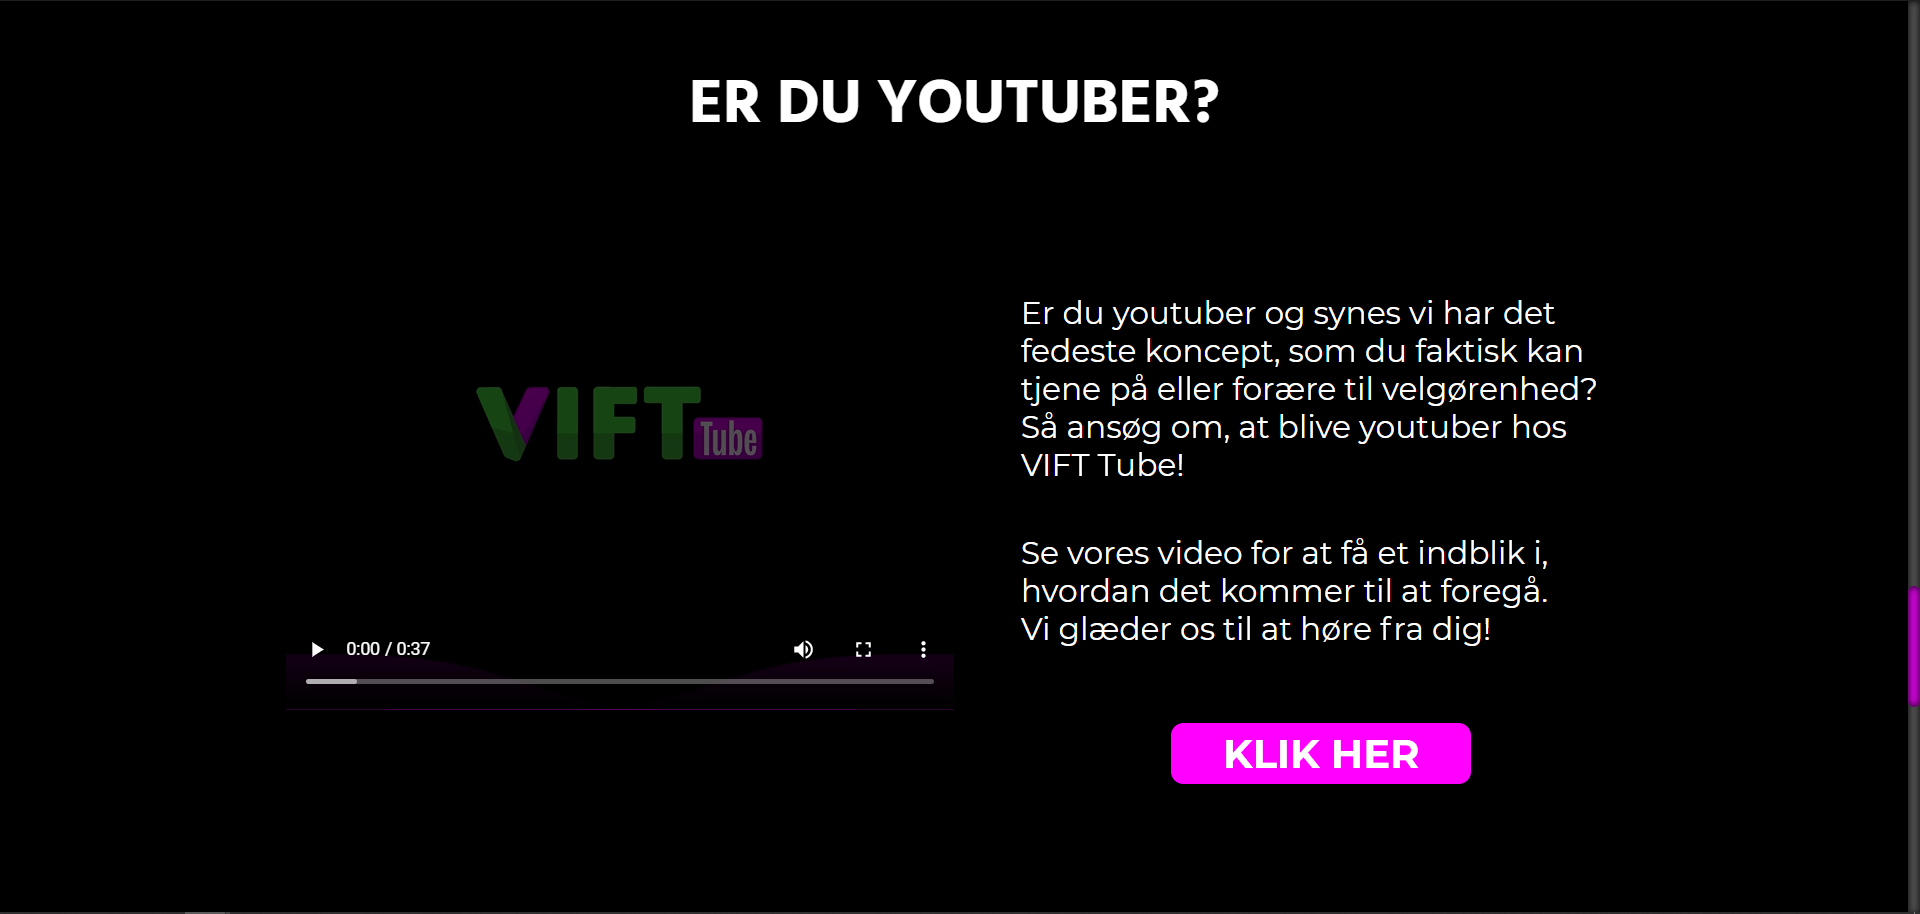 ER DU YOUTUBER?
VIFT Tube
0:00 / 0:37
Er du youtuber og synes vi har det
fedeste koncept, som du faktisk kan
tjene på eller forære til velgørenhed?
Så ansøg om, at blive youtuber hos
VIFT Tube!
Se vores video for at få et indblik i,
hvordan det kommer til at foregå.
Vi glæder os til at høre fra dig!
KLIK HER